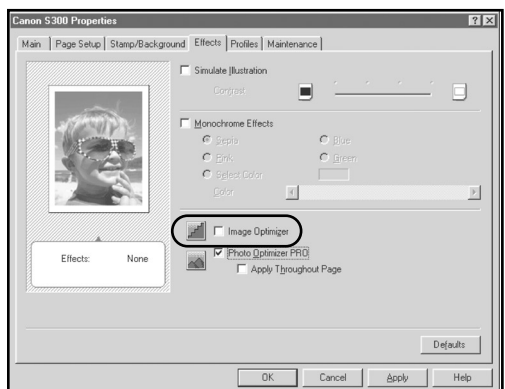 Canon S300 Properties
Main Page Setup Stamp/Background Effects Profiles Maintenance
Simulate Illustration
Contrast
Monochrome Effects
Sepia Blue
Pink Green
Select Color
Color
Image Optimizer
Photo Optimizer PRO
Apply Throughout Page
Effects: None
Defaults
OK Cancel Apply Help